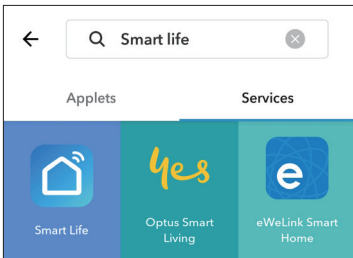 Smart life
Applets Services
yes
e
Smart Life
Optus Smart
Living
eWeLink Smart
Home